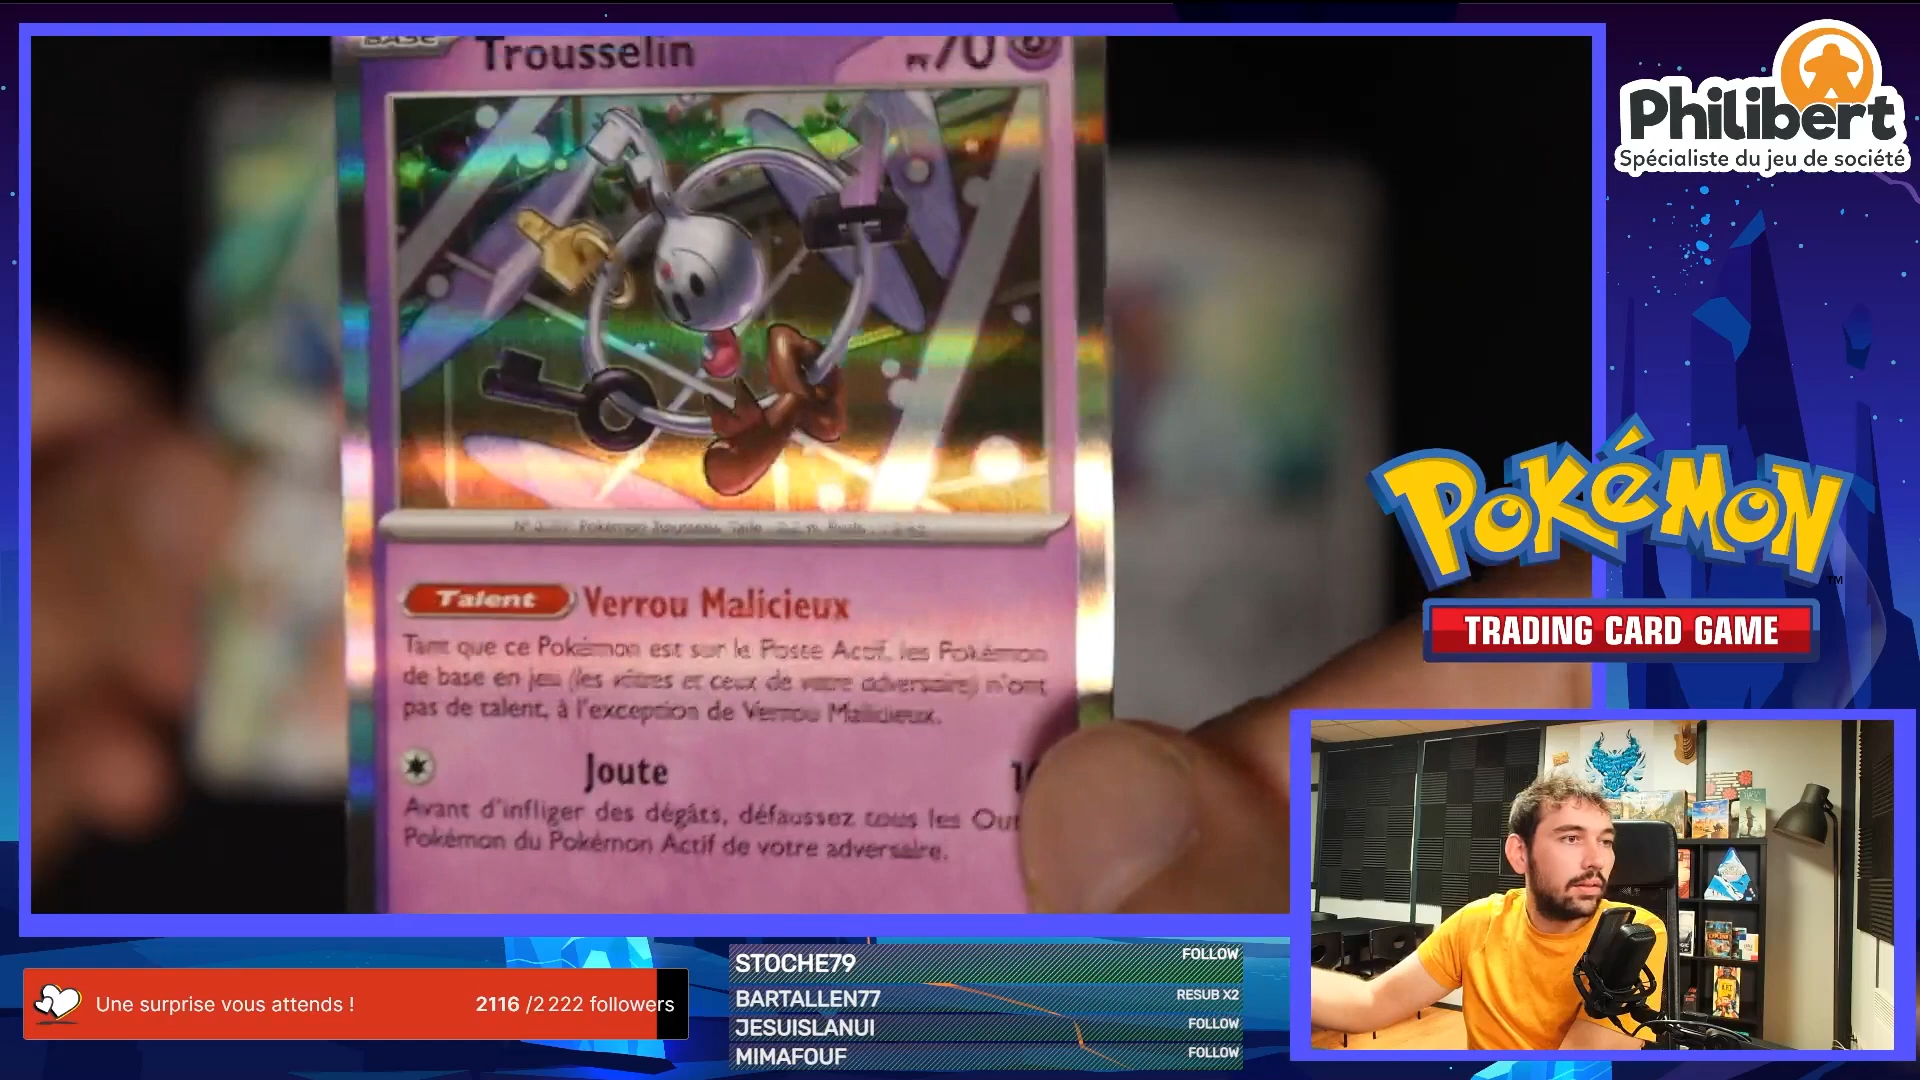 BASE
Trousselin
PV 70
Talent Verrou Malicieux
Tant que ce Pokémon est sur le Poste Actif, les Pokémon
de base en jeu (les vôtres et ceux de votre adversaire) n'ont
pas de talent, à l'exception de Verrou Malicieux.
Joute
Avant d'infliger des dégâts, défaussez tous les
Pokémon du Pokémon Actif de votre adversaire.
Philibert
Spécialiste du jeu de société
POKéMON
TM
TRADING CARD GAME
Une surprise vous attends ! 2116 /2 222 followers
STOCHE79 FOLLOW
BARTALLEN77 RESUB X2
JESUISLANUI FOLLOW
MIMAFOUF FOLLOW